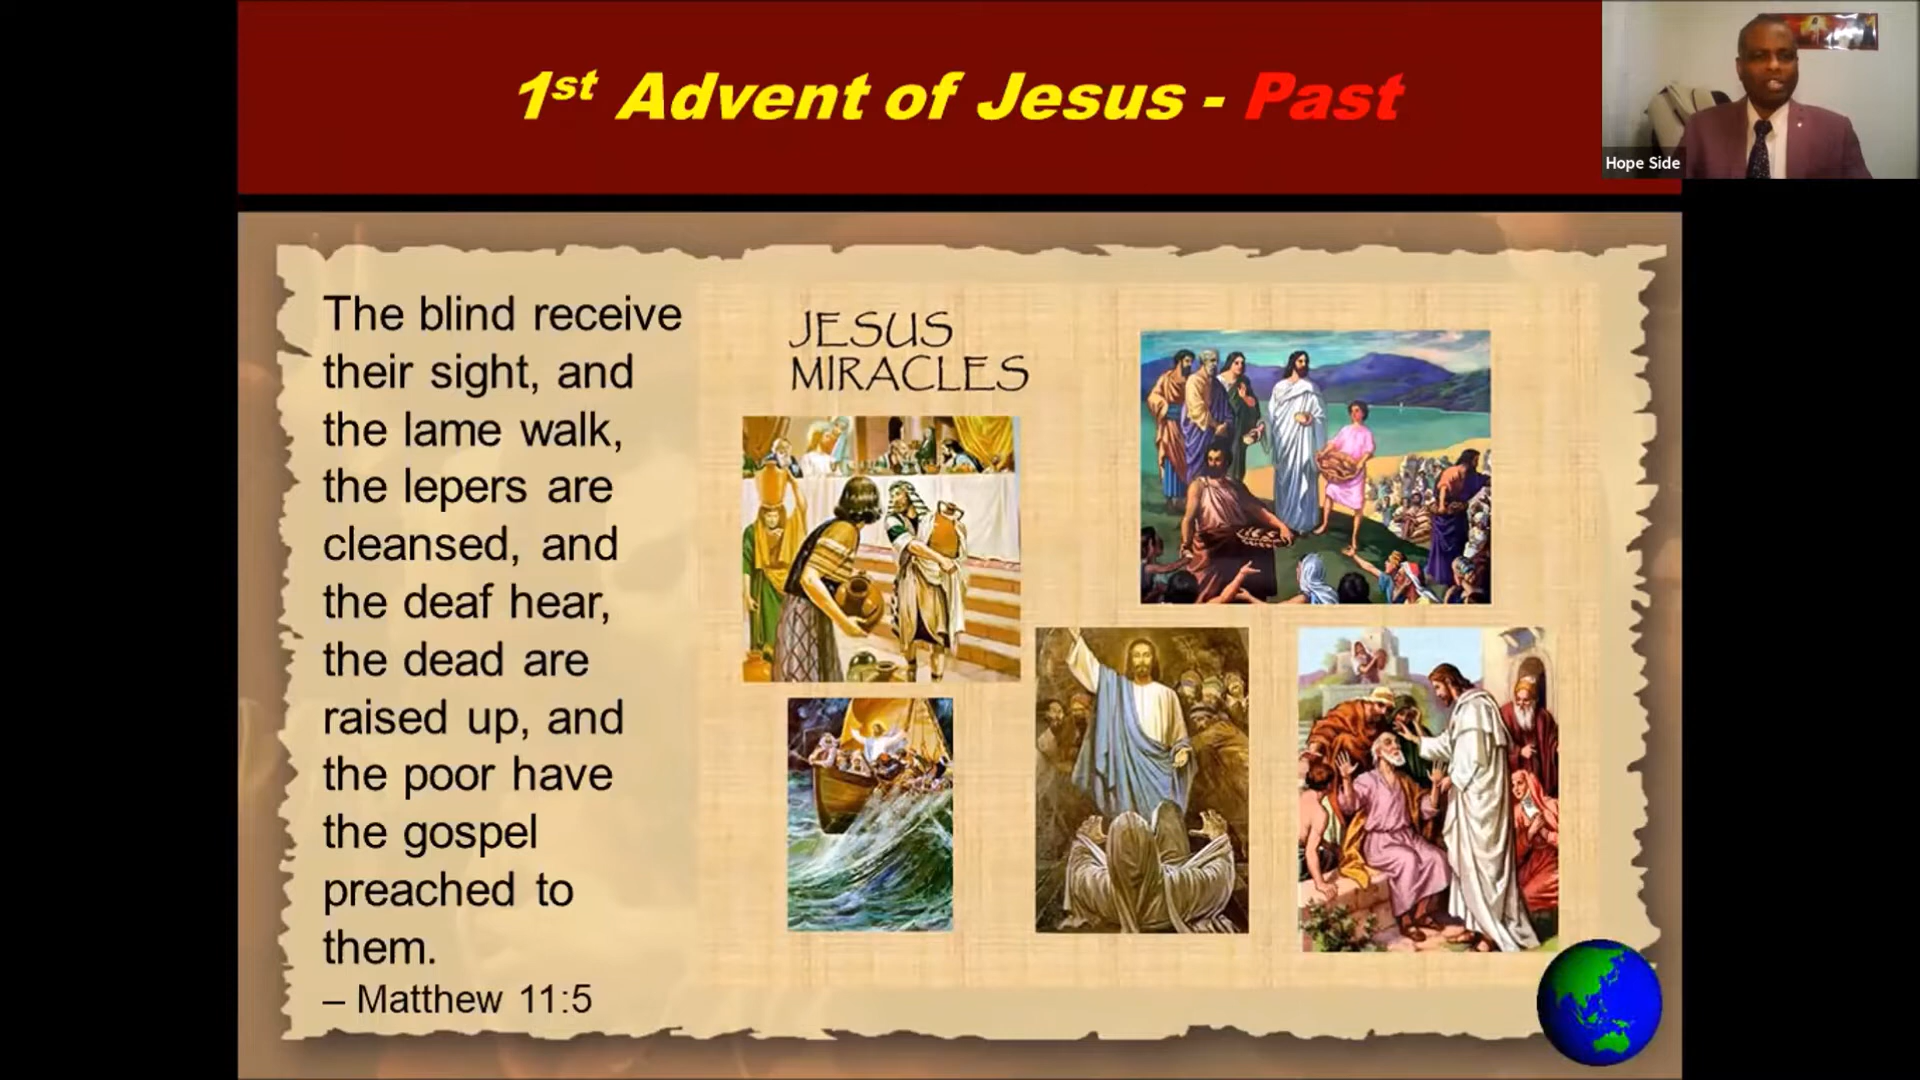 1st Advent of Jesus - Past
Hope Side
The blind receive
their sight, and
the lame walk,
the lepers are
cleansed, and
the deaf hear,
the dead are
raised up, and
the poor have
the gospel
preached to
them.
– Matthew 11:5
JESUS
MIRACLES